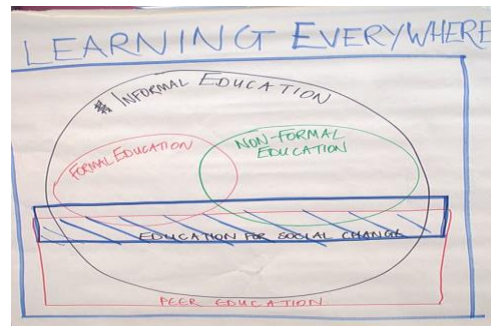 LEARNING EVERYWHERE
# INFORMAL EDUCATION
FORMAL EDUCATION
NON-FORMAL
EDUCATION
EDUCATION FOR SOCIAL CHANGE
PEER EDUCATION